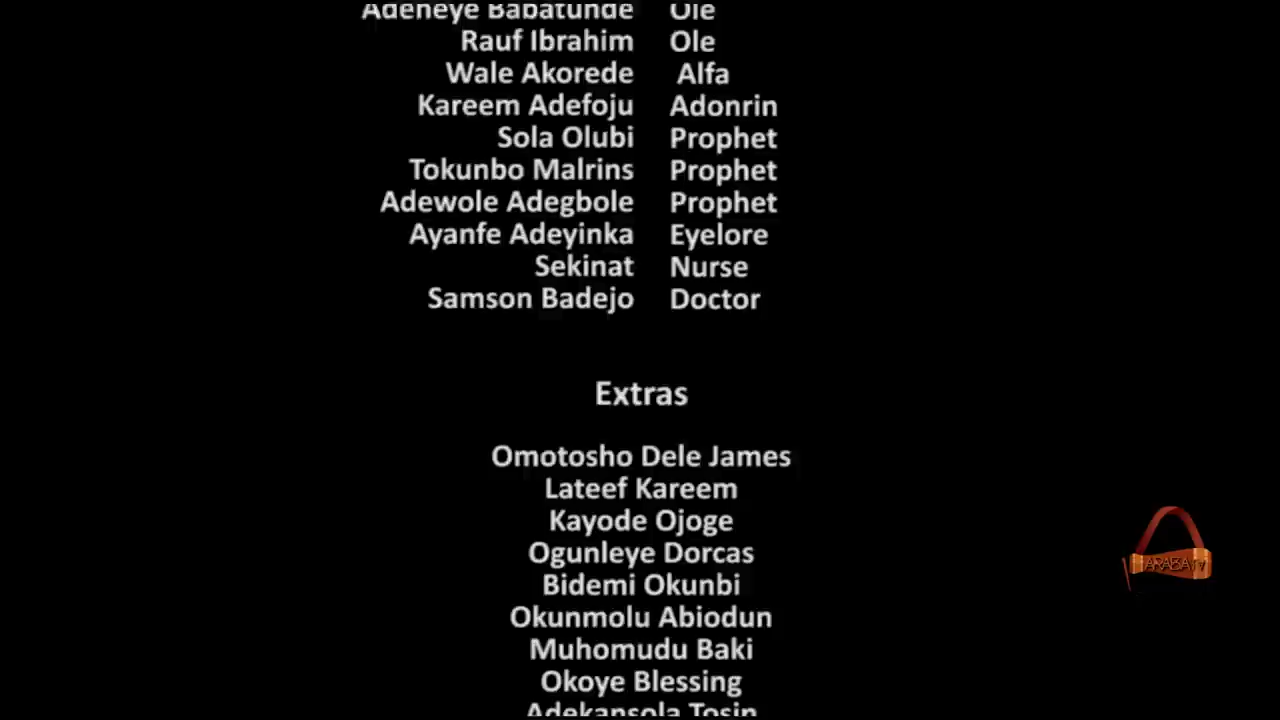 Adeneye Babatunde Ole
Rauf Ibrahim Ole
Wale Akorede Alfa
Kareem Adefoju Adonrin
Sola Olubi Prophet
Tokunbo Malrins Prophet
Adewole Adegbole Prophet
Ayanfe Adeyinka Eyelore
Sekinat Nurse
Samson Badejo Doctor
Extras
Omotosho Dele James
Lateef Kareem
Kayode Ojoge
Ogunleye Dorcas
Bidemi Okunbi
Okunmolu Abiodun
Muhomudu Baki
Okoye Blessing
Adekansola Tosin
ARABA TV